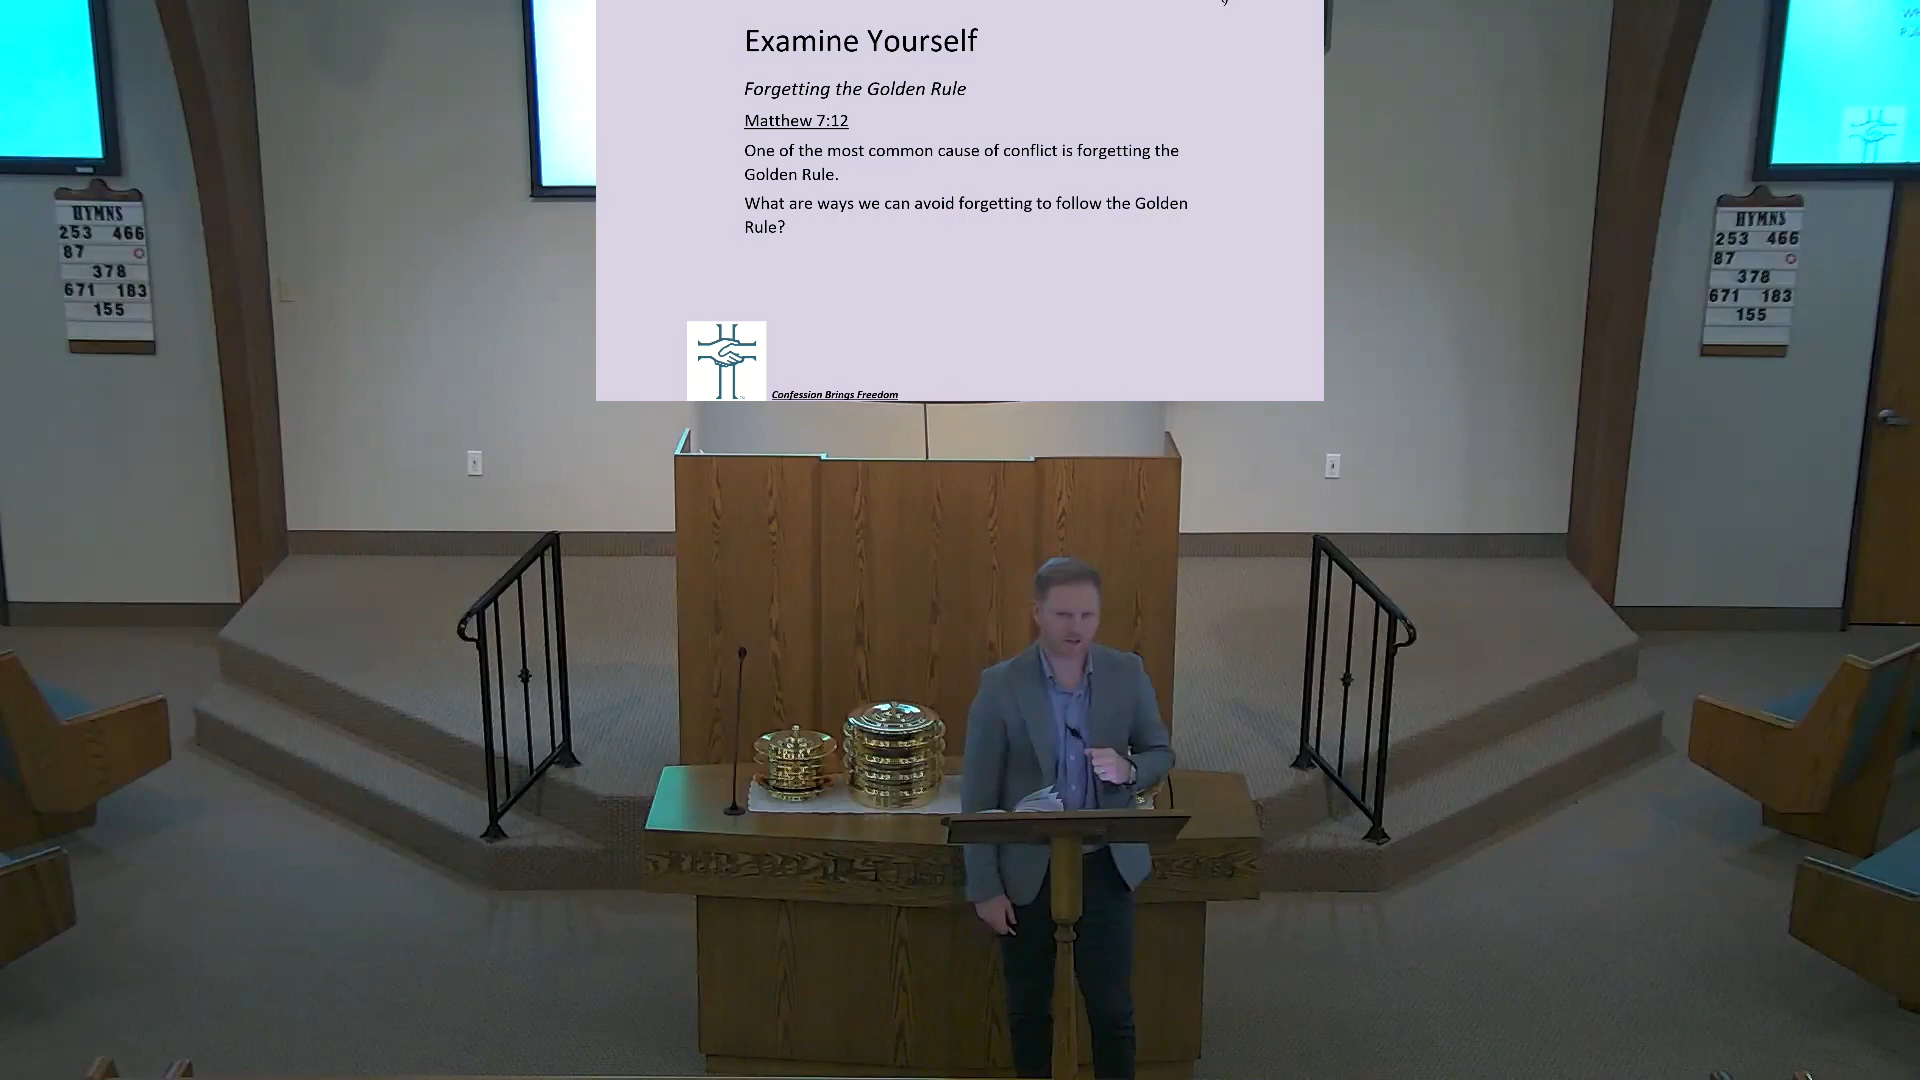 Examine Yourself
Forgetting the Golden Rule
Matthew 7:12
One of the most common cause of conflict is forgetting the
Golden Rule.
What are ways we can avoid forgetting to follow the Golden
Rule?
Confession Brings Freedom
HYMNS
253 466
87
378
671 183
155
HYMNS
253 466
87
378
671 183
155